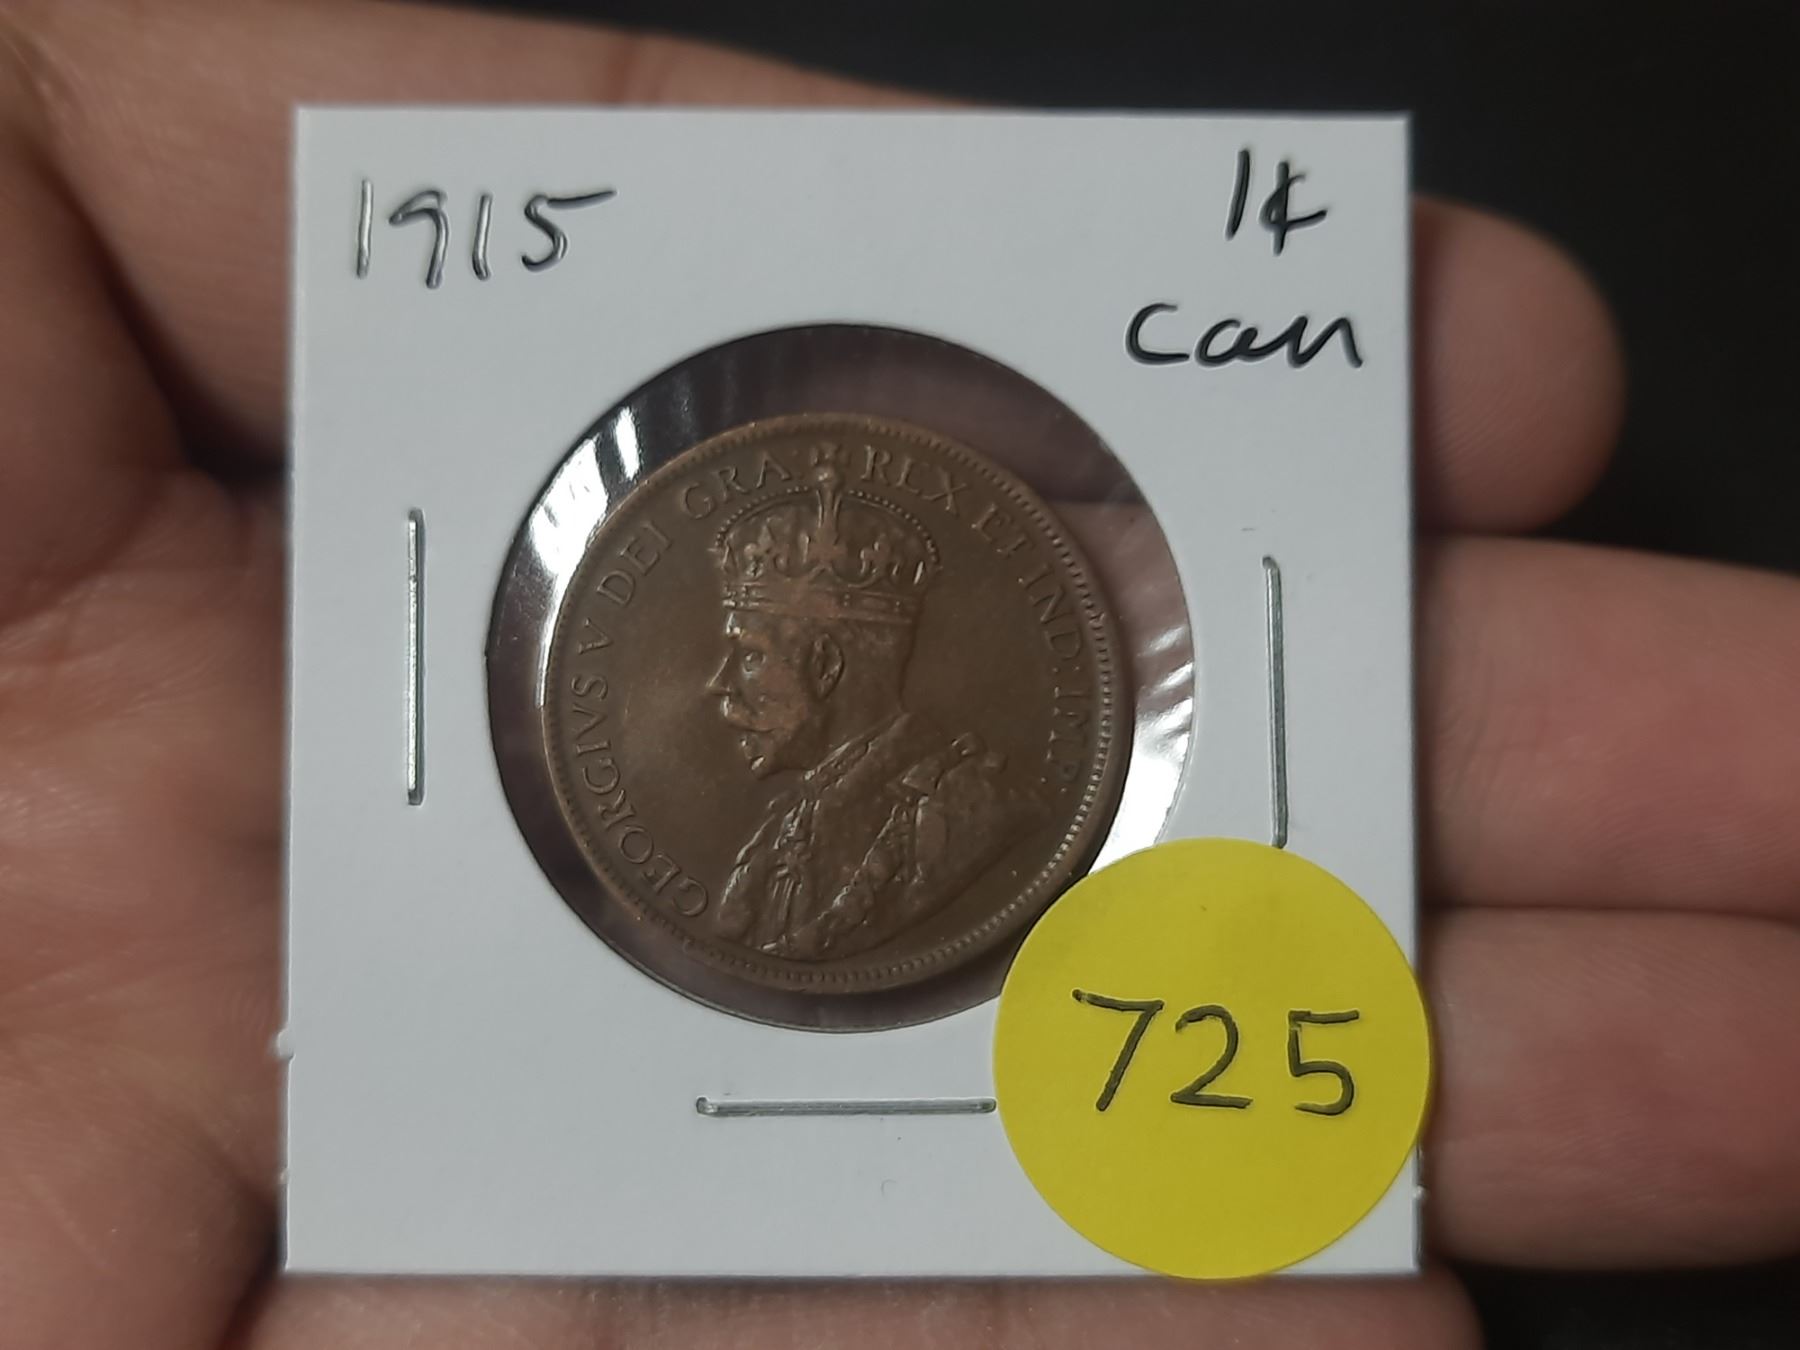 1915
1¢
Can
GEORGIVS V DEI GRA: REX ET IND: IMP:
725